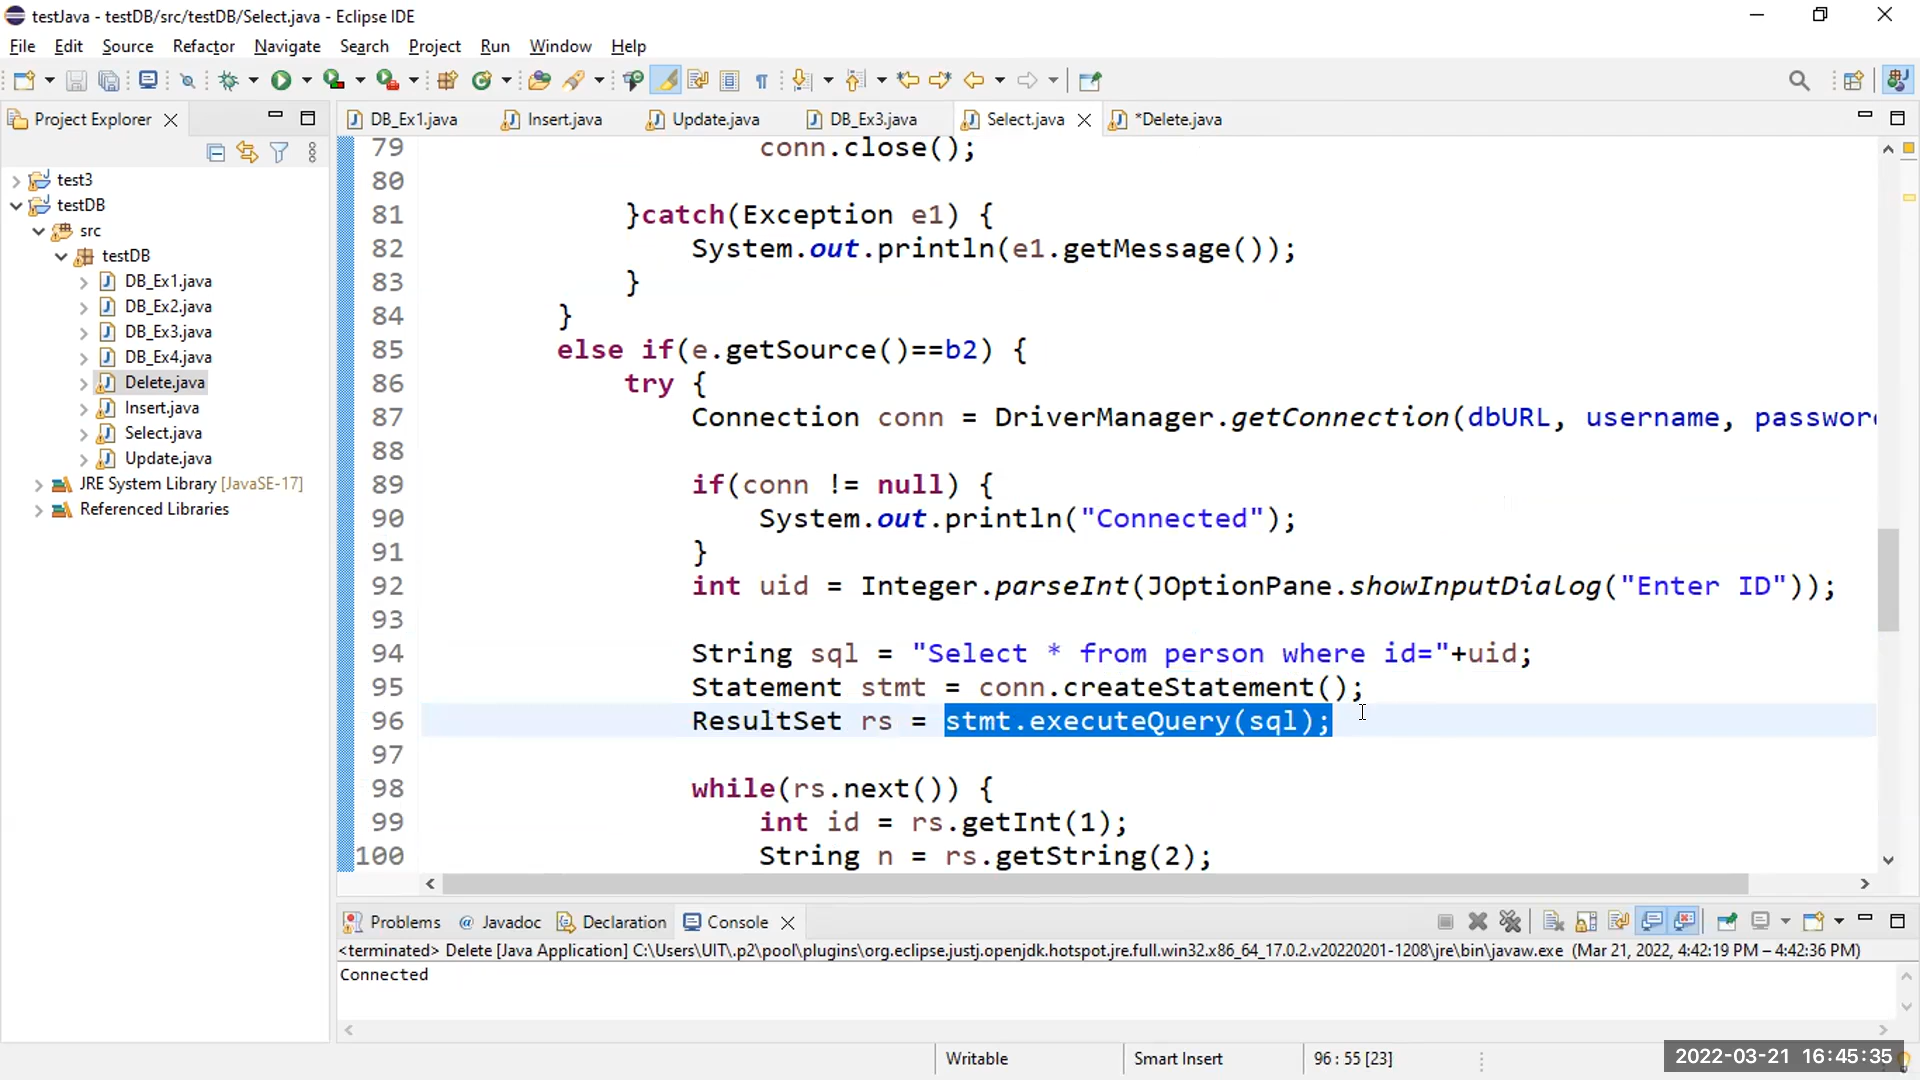 testJava - testDB/src/testDB/Select.java - Eclipse IDE
File Edit Source Refactor Navigate Search Project Run Window Help
Project Explorer
test3
testDB
src
testDB
DB_Ex1.java
DB_Ex2.java
DB_Ex3.java
DB_Ex4.java
Delete.java
Insert.java
Select.java
Update.java
JRE System Library [JavaSE-17]
Referenced Libraries
DB_Ex1.java Insert.java Update.java DB_Ex3.java Select.java *Delete.java
79 conn.close();
80
81 }catch(Exception e1) {
82 System.out.println(e1.getMessage());
83 }
84 }
85 else if(e.getSource()==b2) {
86 try {
87 Connection conn = DriverManager.getConnection(dbURL, username, passwor
88
89 if(conn != null) {
90 System.out.println("Connected");
91 }
92 int uid = Integer.parseInt(JOptionPane.showInputDialog("Enter ID"));
93
94 String sql = "Select * from person where id="+uid;
95 Statement stmt = conn.createStatement();
96 ResultSet rs = stmt.executeQuery(sql);
97
98 while(rs.next()) {
99 int id = rs.getInt(1);
100 String n = rs.getString(2);
Problems Javadoc Declaration Console
<terminated> Delete [Java Application] C:\Users\UIT\.p2\pool\plugins\org.eclipse.justj.openjdk.hotspot.jre.full.win32.x86_64_17.0.2.v20220201-1208\jre\bin\javaw.exe (Mar 21, 2022, 4:42:19 PM – 4:42:36 PM)
Connected
Writable Smart Insert 96 : 55 [23]
2022-03-21 16:45:35